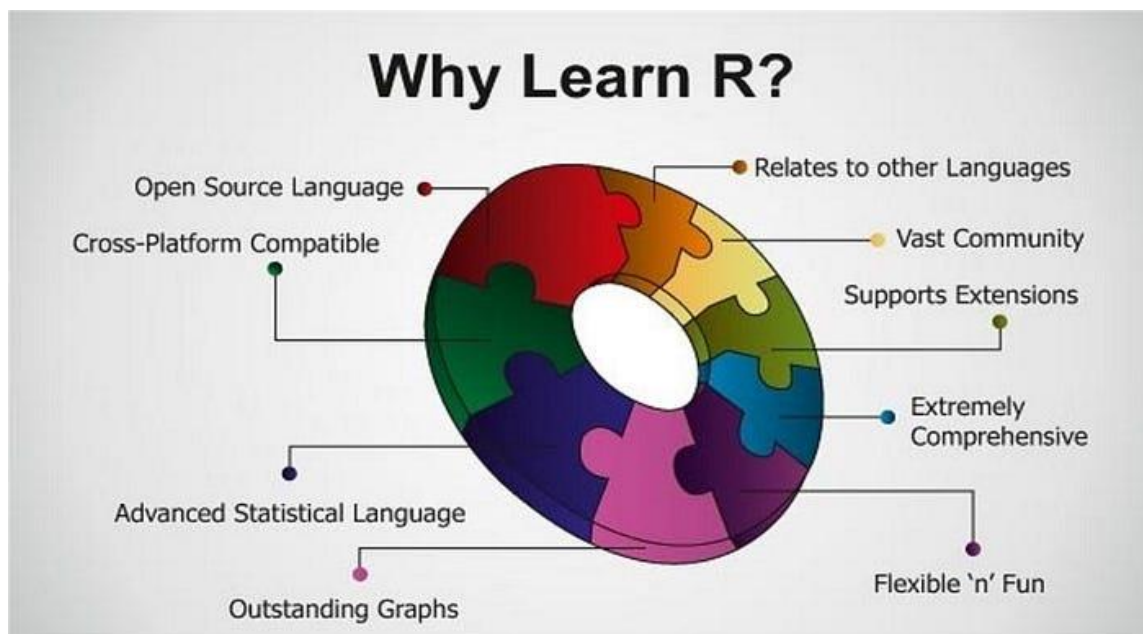 Why Learn R?
Open Source Language
Relates to other Languages
Cross-Platform Compatible
Vast Community
Supports Extensions
Extremely
Comprehensive
Advanced Statistical Language
Flexible ‘n’ Fun
Outstanding Graphs